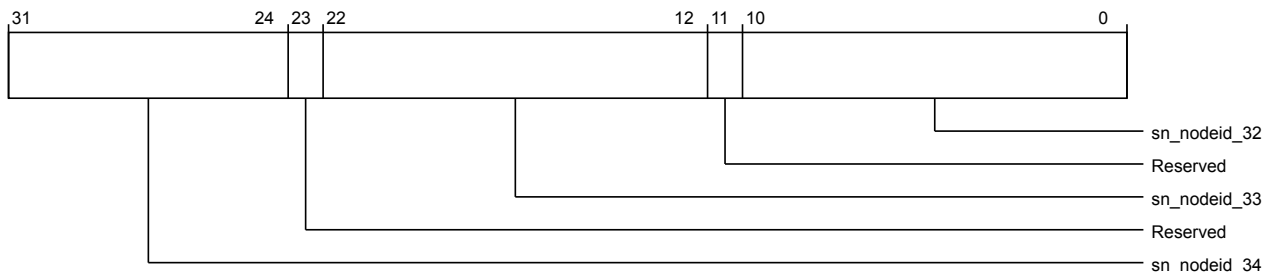 31 24 23 22 12 11 10 0
sn_nodeid_32
Reserved
sn_nodeid_33
Reserved
sn_nodeid_34